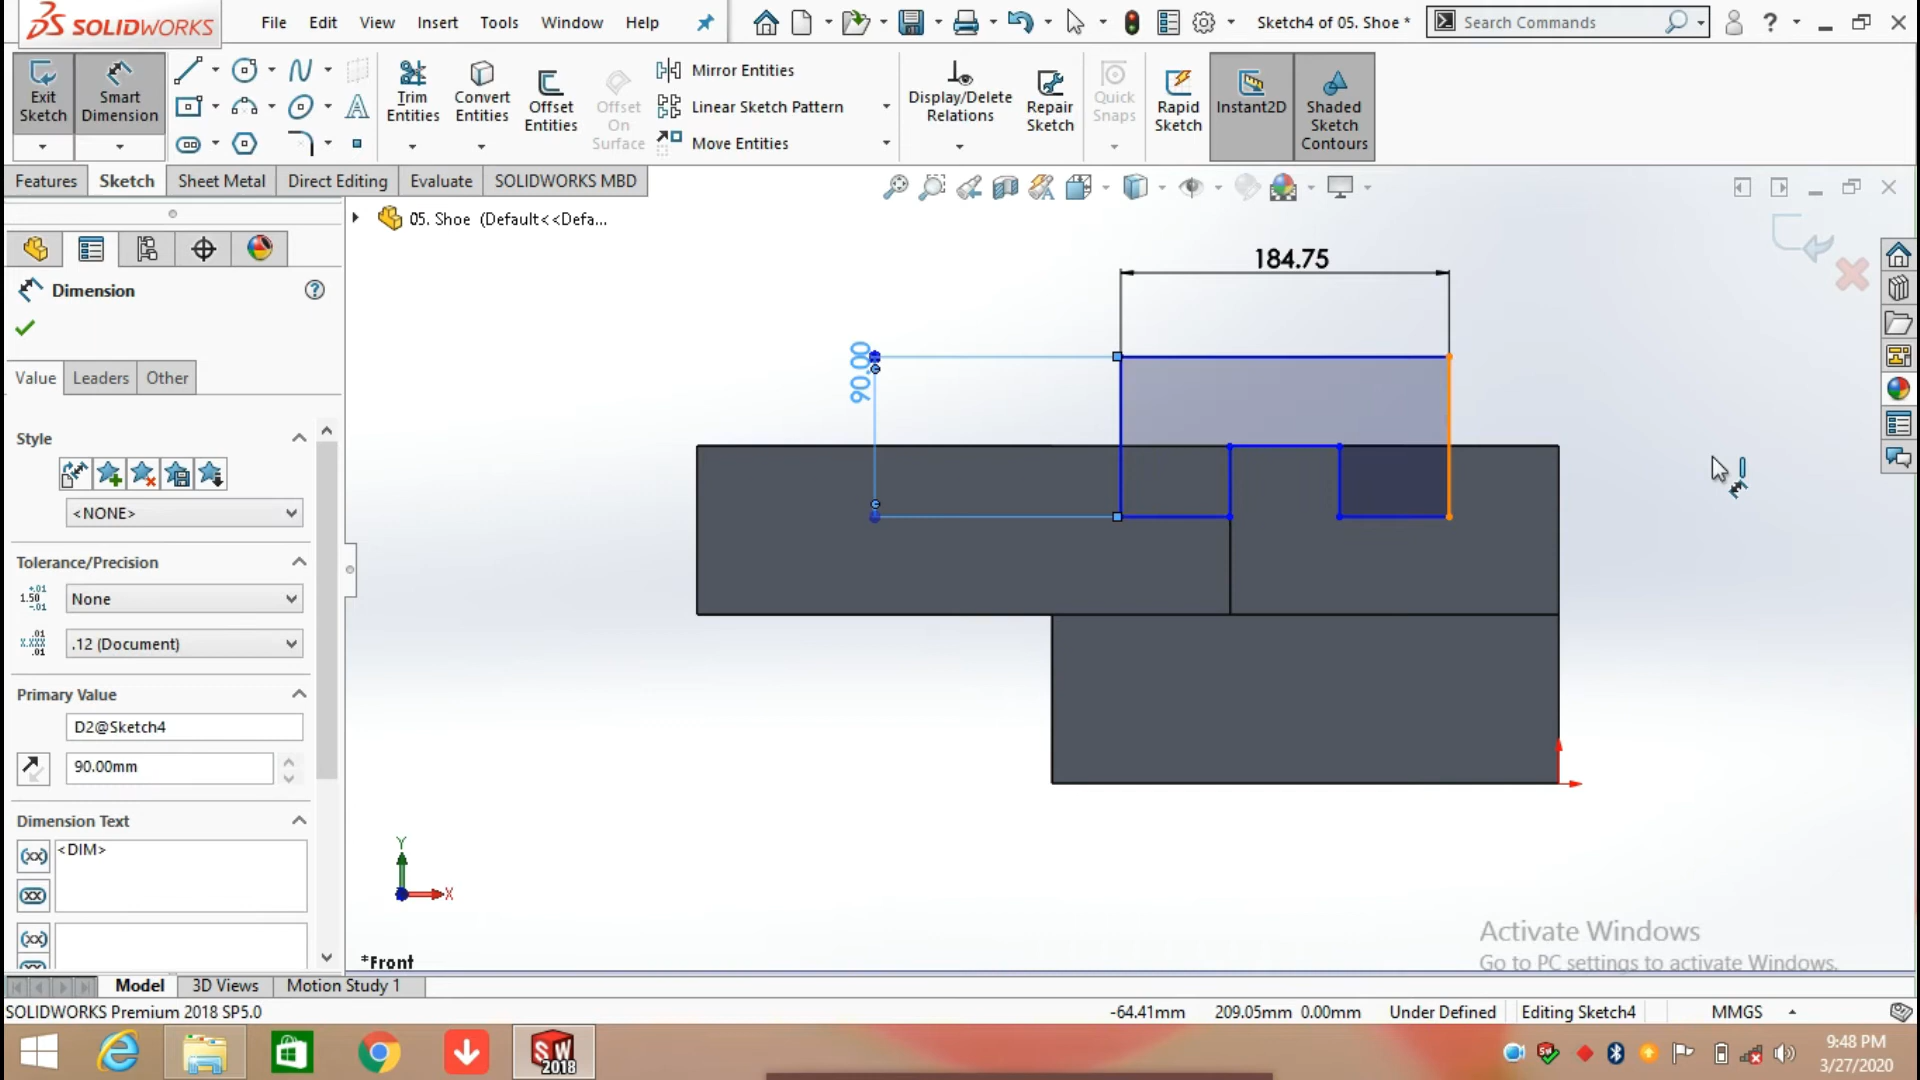 SOLIDWORKS
File Edit View Insert Tools Window Help
Sketch4 of 05. Shoe *
Search Commands
Exit Sketch
Smart Dimension
Trim Entities
Convert Entities
Offset Entities
Offset On Surface
Mirror Entities
Linear Sketch Pattern
Move Entities
Display/Delete Relations
Repair Sketch
Quick Snaps
Rapid Sketch
Instant2D
Shaded Sketch Contours
Features Sketch Sheet Metal Direct Editing Evaluate SOLIDWORKS MBD
05. Shoe (Default<<Defa...
Dimension
Value Leaders Other
Style
<NONE>
Tolerance/Precision
None
.12 (Document)
Primary Value
D2@Sketch4
90.00mm
Dimension Text
<DIM>
184.75
90.00
Y
X
*Front
Activate Windows
Go to PC settings to activate Windows.
Model 3D Views Motion Study 1
SOLIDWORKS Premium 2018 SP5.0
-64.41mm 209.05mm 0.00mm Under Defined Editing Sketch4 MMGS
SW 2018
9:48 PM
3/27/2020